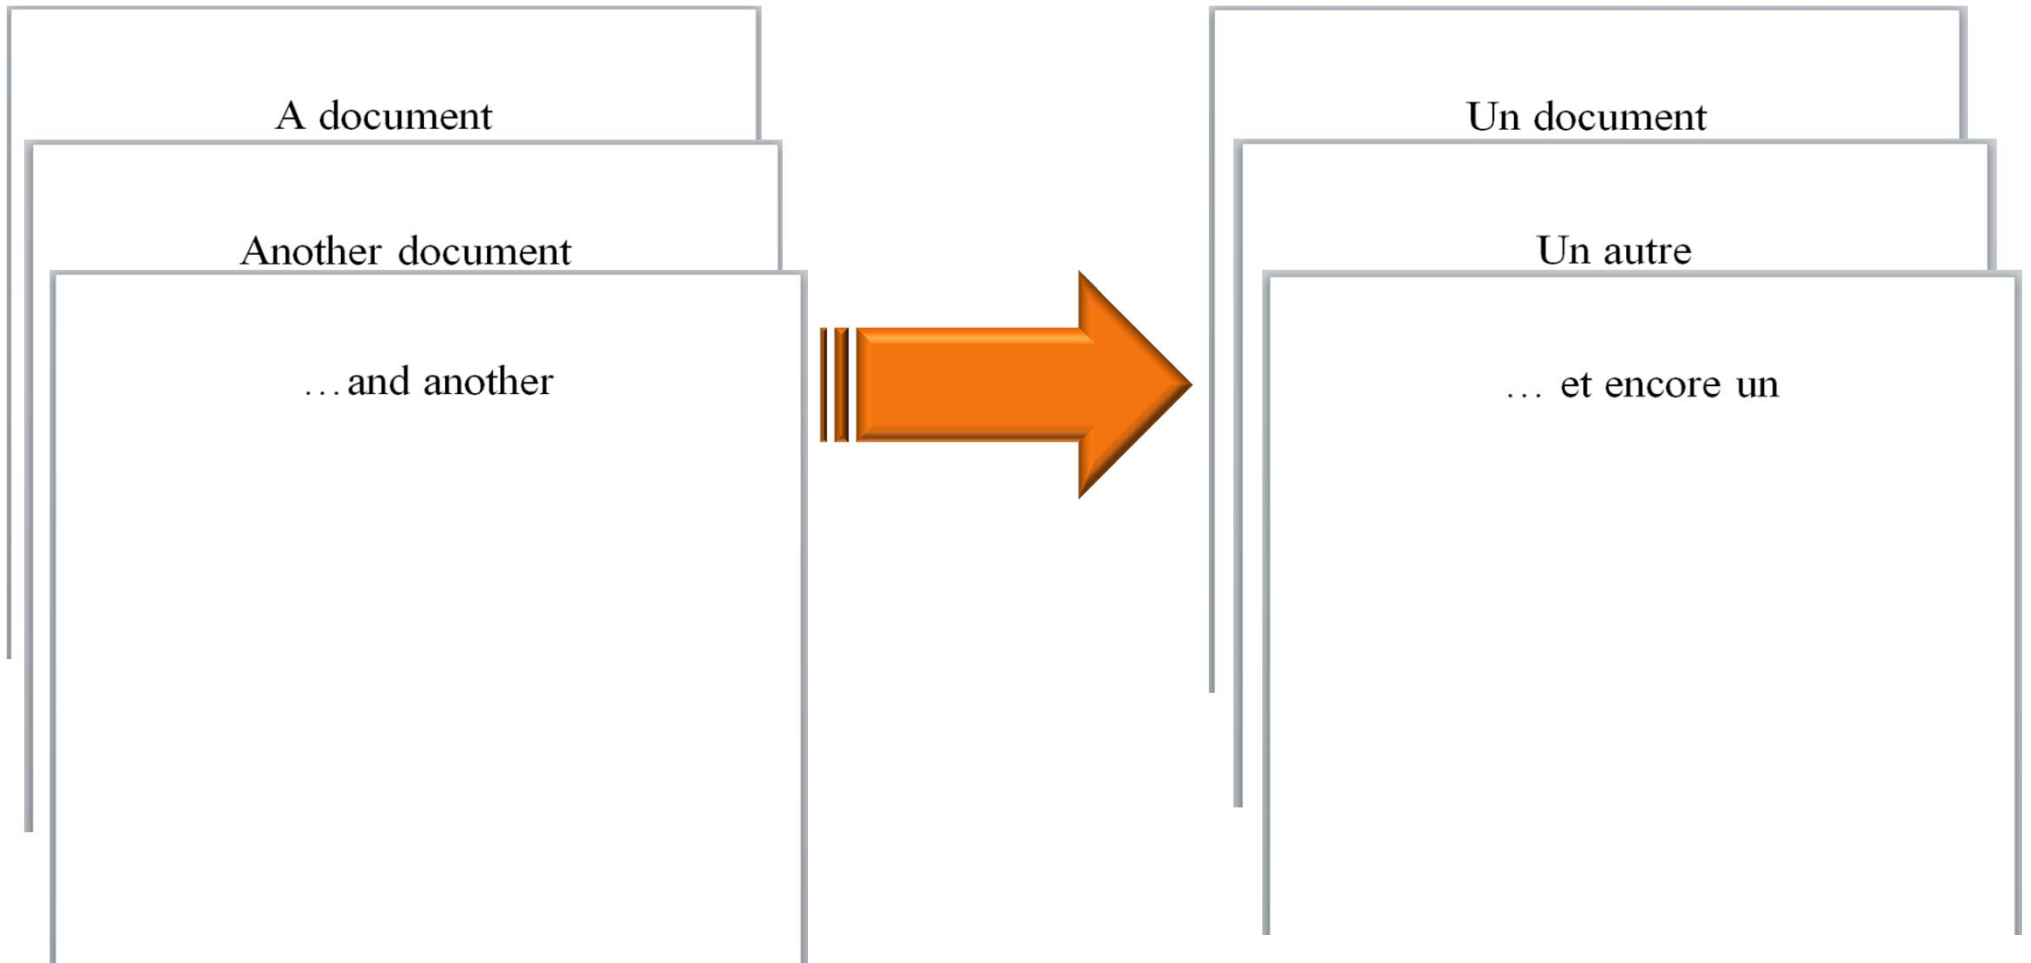 A document
Another document
…and another
Un document
Un autre
… et encore un